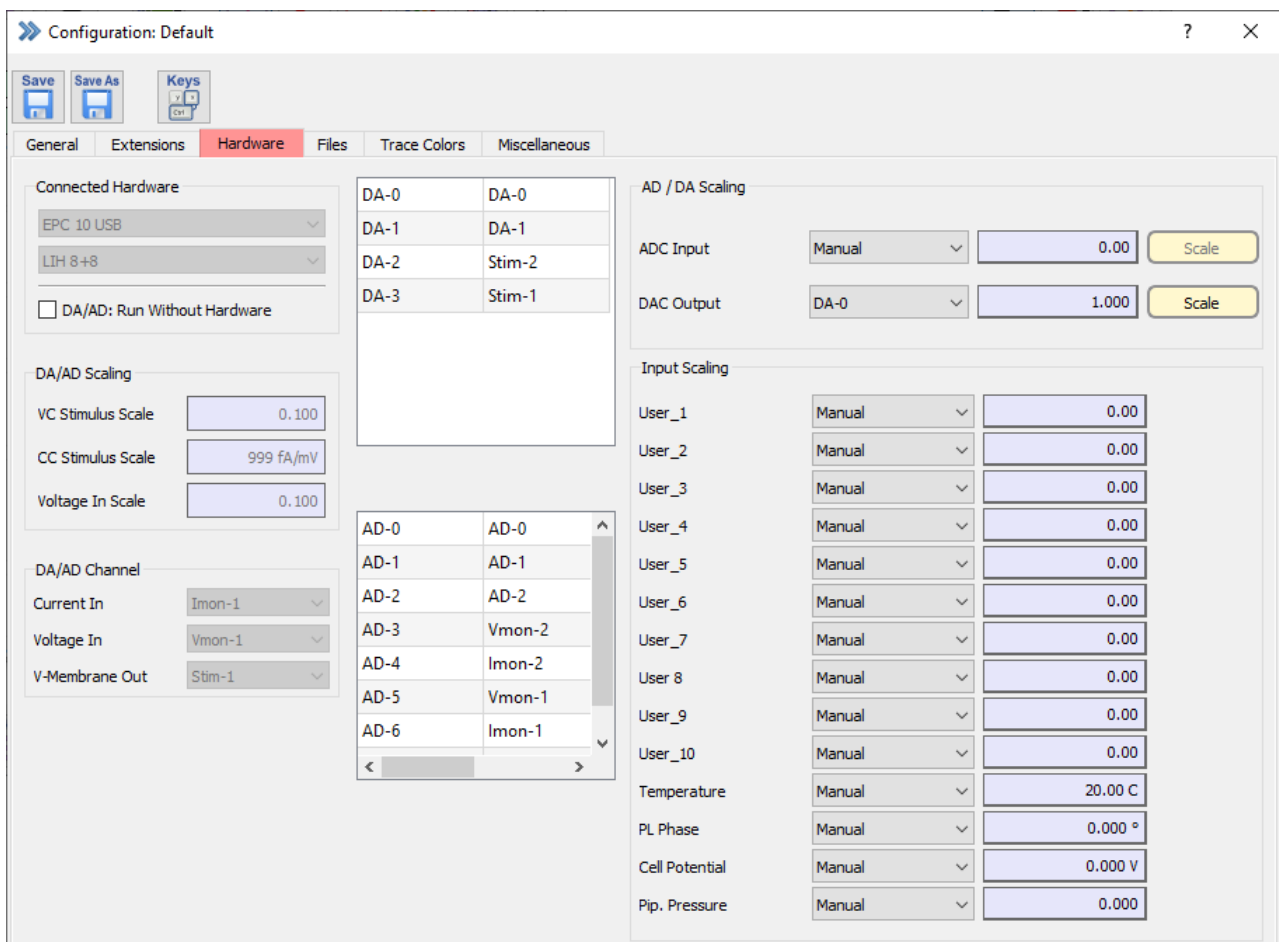 Configuration: Default
?
Save
Save As
Keys
Y
X
Ctrl
General Extensions Hardware Files Trace Colors Miscellaneous
Connected Hardware
EPC 10 USB
LIH 8+8
DA/AD: Run Without Hardware
DA/AD Scaling
VC Stimulus Scale 0.100
CC Stimulus Scale 999 fA/mV
Voltage In Scale 0.100
DA/AD Channel
Current In Imon-1
Voltage In Vmon-1
V-Membrane Out Stim-1
DA-0 DA-0
DA-1 DA-1
DA-2 Stim-2
DA-3 Stim-1
AD-0 AD-0
AD-1 AD-1
AD-2 AD-2
AD-3 Vmon-2
AD-4 Imon-2
AD-5 Vmon-1
AD-6 Imon-1
AD / DA Scaling
ADC Input Manual 0.00 Scale
DAC Output DA-0 1.000 Scale
Input Scaling
User_1 Manual 0.00
User_2 Manual 0.00
User_3 Manual 0.00
User_4 Manual 0.00
User_5 Manual 0.00
User_6 Manual 0.00
User_7 Manual 0.00
User 8 Manual 0.00
User_9 Manual 0.00
User_10 Manual 0.00
Temperature Manual 20.00 C
PL Phase Manual 0.000 °
Cell Potential Manual 0.000 V
Pip. Pressure Manual 0.000